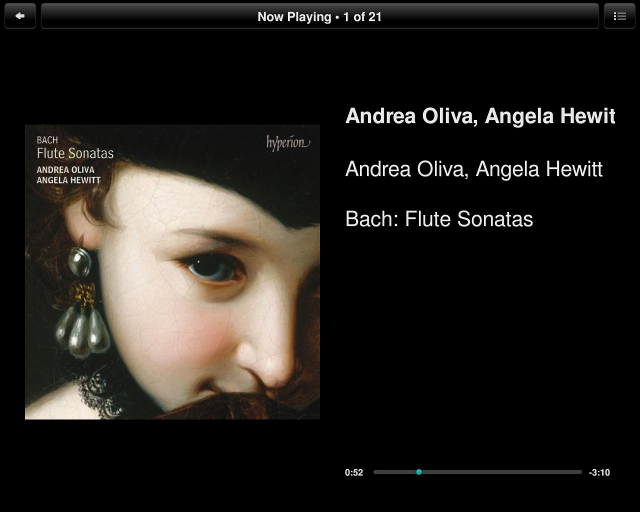 Now Playing • 1 of 21
BACH
Flute Sonatas
ANDREA OLIVA
ANGELA HEWITT
hyperion
Andrea Oliva, Angela Hewit
Andrea Oliva, Angela Hewitt
Bach: Flute Sonatas
0:52
-3:10